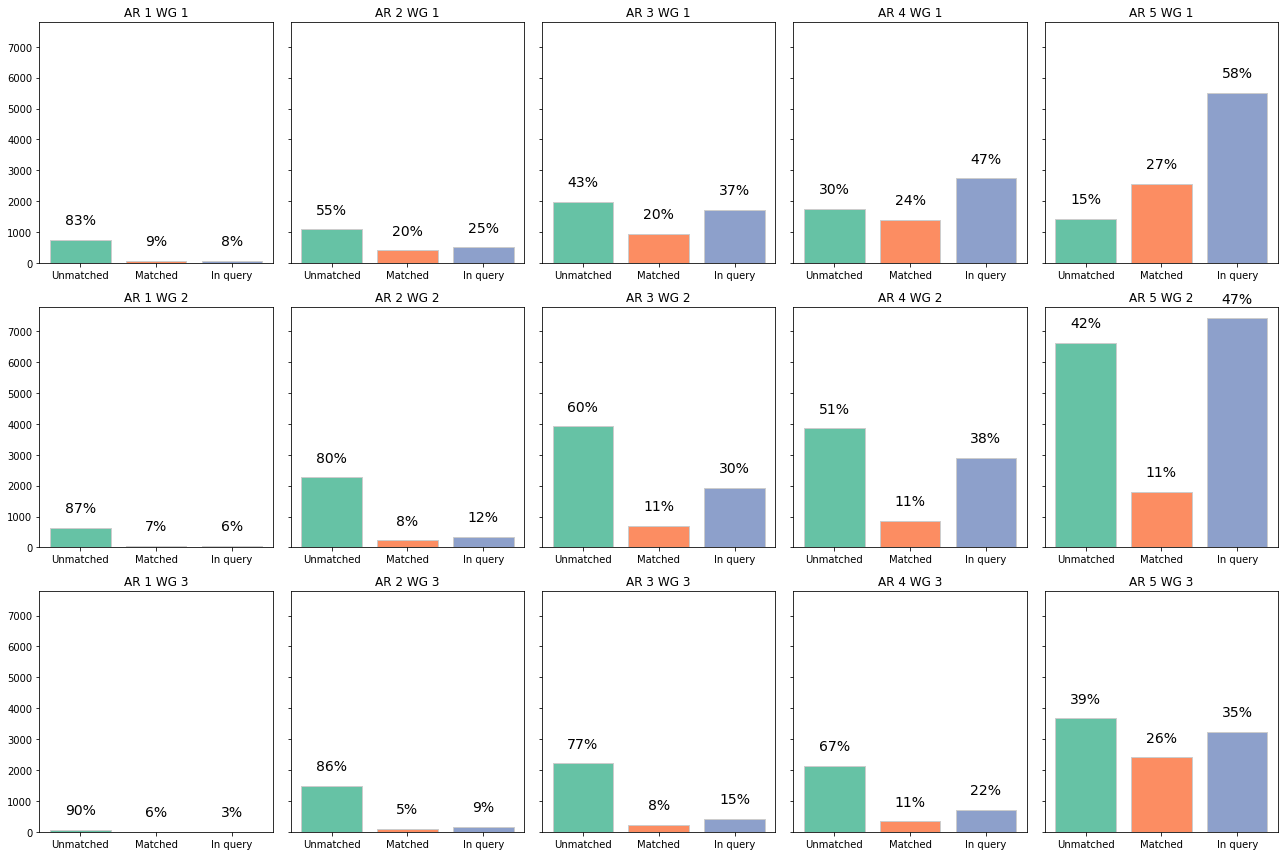 AR 1 WG 1
AR 2 WG 1
AR 3 WG 1
AR 4 WG 1
AR 5 WG 1
7000
6000
5000
4000
3000
2000
1000
0
83%
9%
8%
55%
20%
25%
43%
20%
37%
30%
24%
47%
15%
27%
58%
Unmatched Matched In query
Unmatched Matched In query
Unmatched Matched In query
Unmatched Matched In query
Unmatched Matched In query
AR 1 WG 2
AR 2 WG 2
AR 3 WG 2
AR 4 WG 2
AR 5 WG 2
7000
6000
5000
4000
3000
2000
1000
0
87%
7%
6%
80%
8%
12%
60%
11%
30%
51%
11%
38%
42%
11%
47%
Unmatched Matched In query
Unmatched Matched In query
Unmatched Matched In query
Unmatched Matched In query
Unmatched Matched In query
AR 1 WG 3
AR 2 WG 3
AR 3 WG 3
AR 4 WG 3
AR 5 WG 3
7000
6000
5000
4000
3000
2000
1000
0
90%
6%
3%
86%
5%
9%
77%
8%
15%
67%
11%
22%
39%
26%
35%
Unmatched Matched In query
Unmatched Matched In query
Unmatched Matched In query
Unmatched Matched In query
Unmatched Matched In query